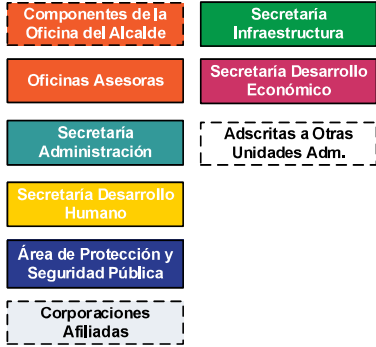 Componentes de la
Oficina del Alcalde
Oficinas Asesoras
Secretaría
Administración
Secretaría Desarrollo
Humano
Área de Protección y
Seguridad Pública
Corporaciones
Afiliadas
Secretaría
Infraestructura
Secretaría Desarrollo
Económico
Adscritas a Otras
Unidades Adm.